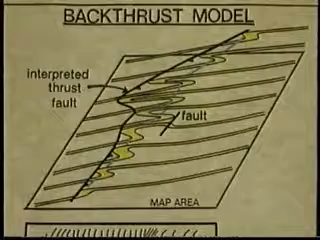 BACKTHRUST MODEL
interpreted
thrust
fault
fault
MAP AREA